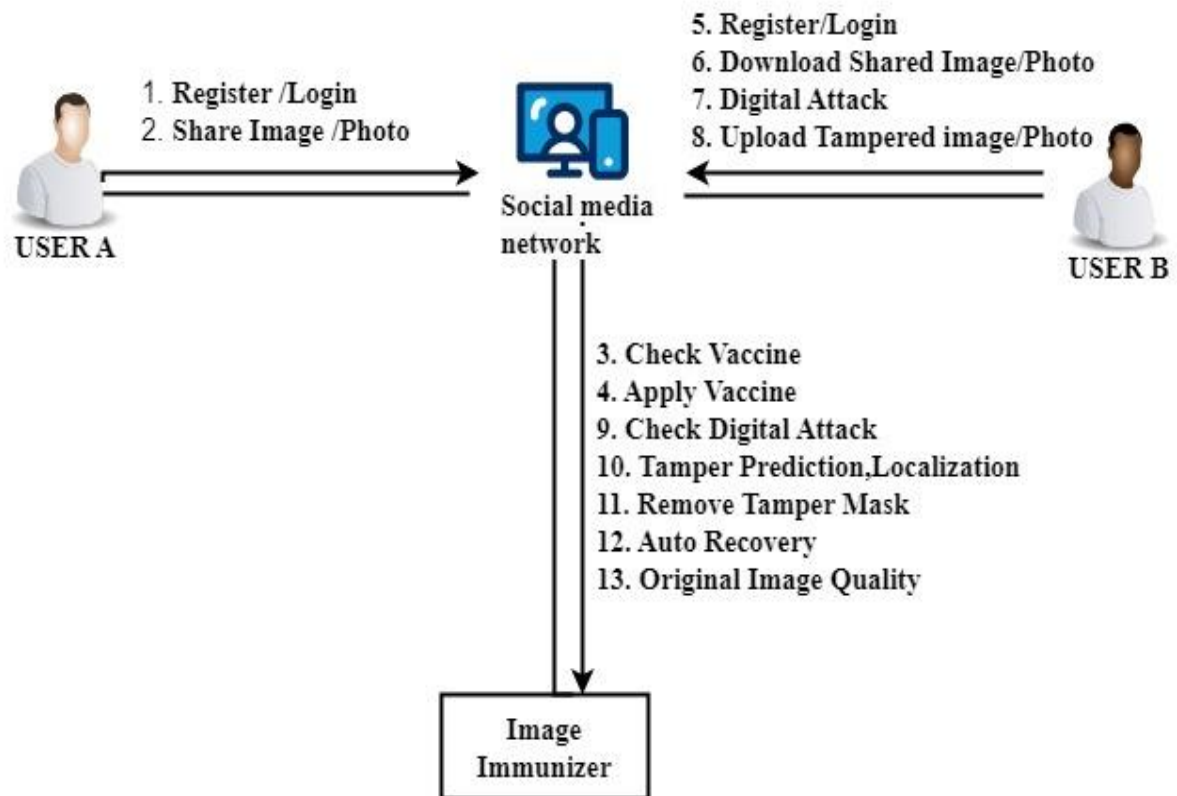 1. Register /Login
2. Share Image /Photo
USER A
Social media
network
5. Register/Login
6. Download Shared Image/Photo
7. Digital Attack
8. Upload Tampered image/Photo
USER B
3. Check Vaccine
4. Apply Vaccine
9. Check Digital Attack
10. Tamper Prediction,Localization
11. Remove Tamper Mask
12. Auto Recovery
13. Original Image Quality
Image
Immunizer